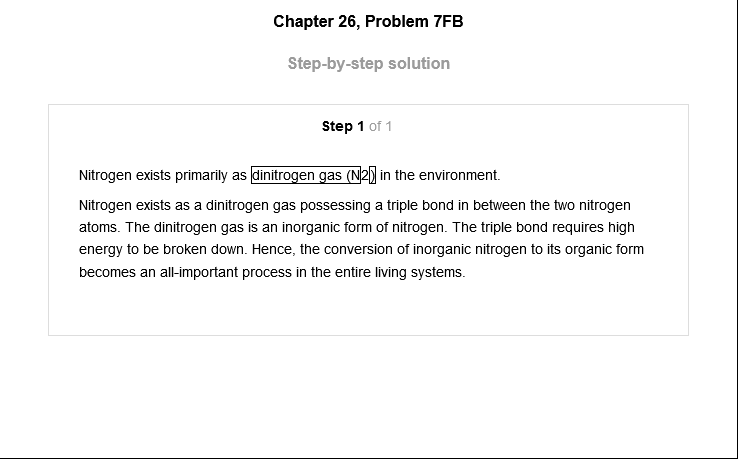 Chapter 26, Problem 7FB
Step-by-step solution
Step 1 of 1
Nitrogen exists primarily as dinitrogen gas (N2) in the environment.
Nitrogen exists as a dinitrogen gas possessing a triple bond in between the two nitrogen
atoms. The dinitrogen gas is an inorganic form of nitrogen. The triple bond requires high
energy to be broken down. Hence, the conversion of inorganic nitrogen to its organic form
becomes an all-important process in the entire living systems.